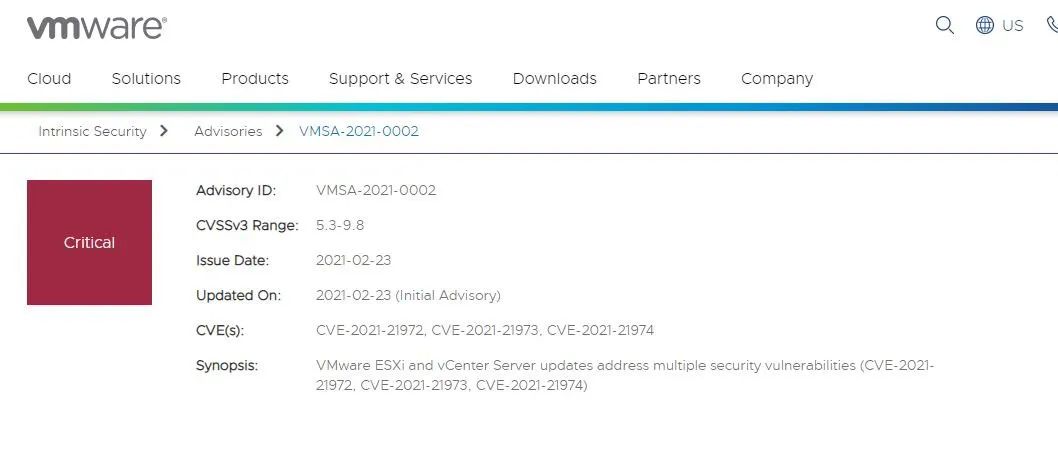 vmware®
US
Cloud Solutions Products Support & Services Downloads Partners Company
Intrinsic Security Advisories VMSA-2021-0002
Critical
Advisory ID: VMSA-2021-0002
CVSSv3 Range: 5.3-9.8
Issue Date: 2021-02-23
Updated On: 2021-02-23 (Initial Advisory)
CVE(s): CVE-2021-21972, CVE-2021-21973, CVE-2021-21974
Synopsis: VMware ESXi and vCenter Server updates address multiple security vulnerabilities (CVE-2021-
21972, CVE-2021-21973, CVE-2021-21974)